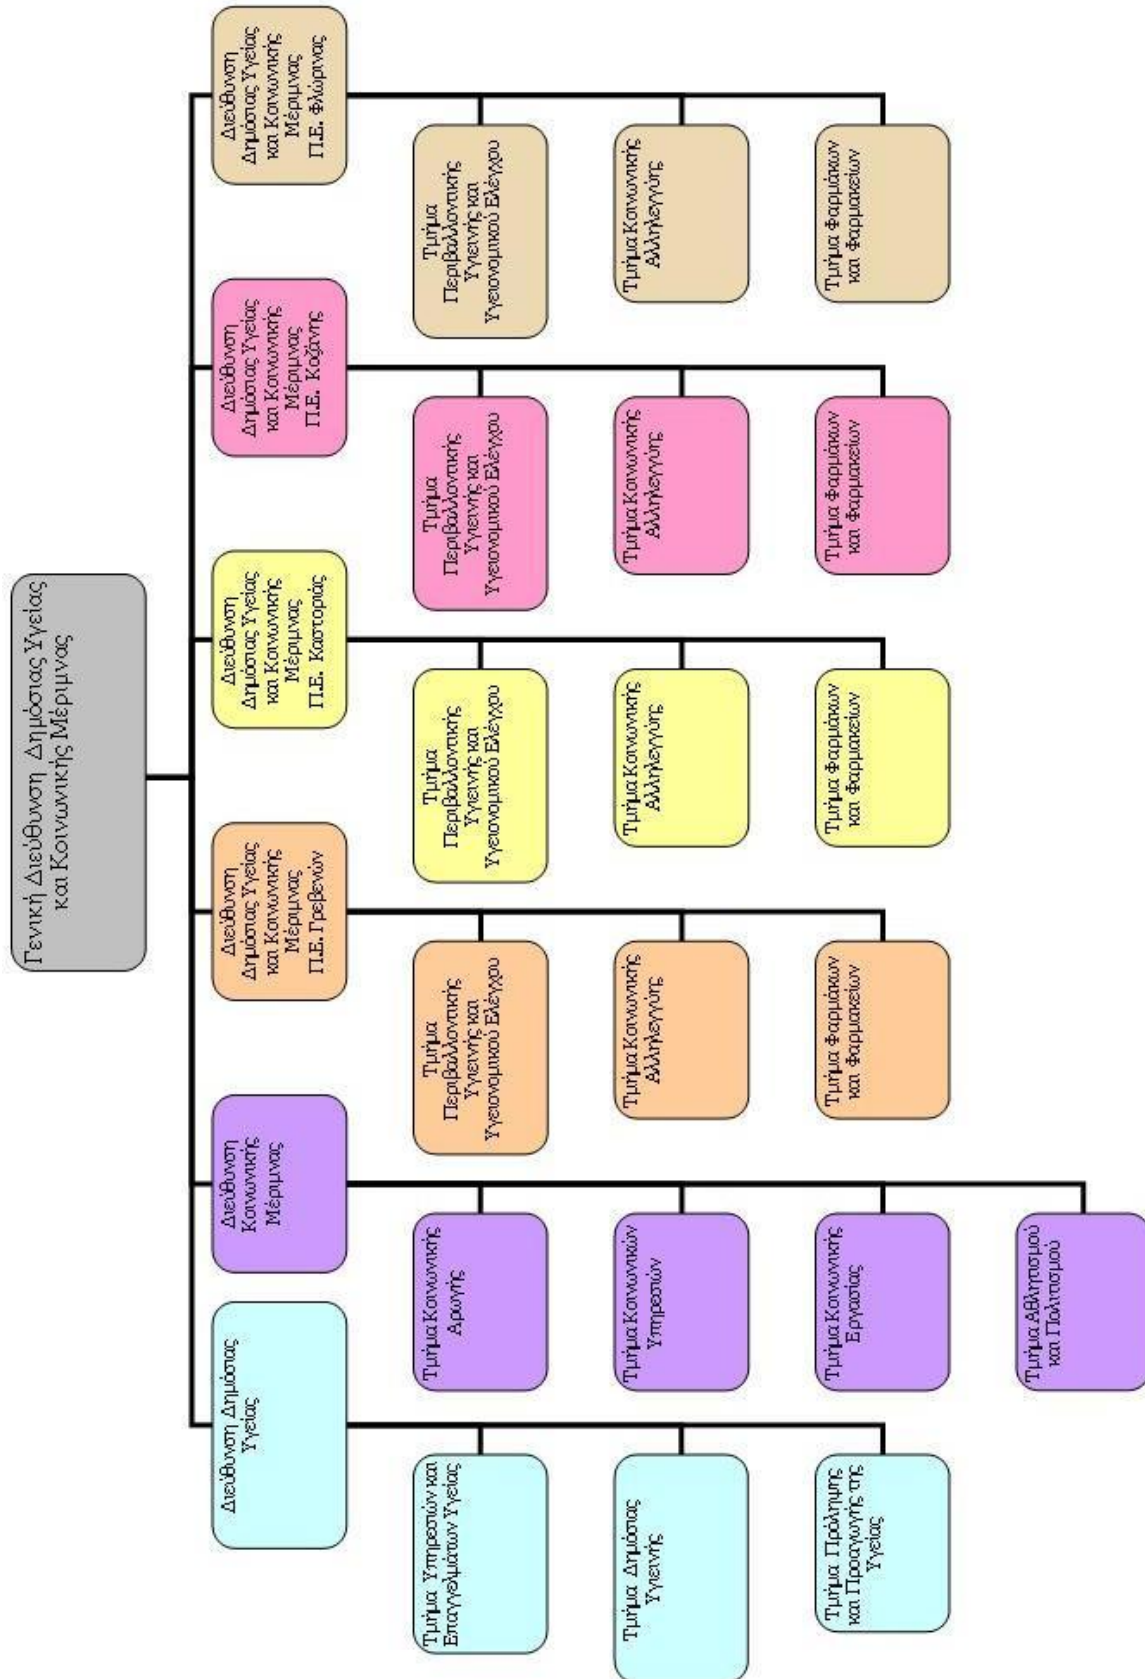 Γενική Διεύθυνση Δημόσιας Υγείας
και Κοινωνικής Μέριμνας
Διεύθυνση Δημόσιας
Υγείας
Τμήμα Υπηρεσιών και
Επαγγελμάτων Υγείας
Τμήμα Δημόσιας
Υγιεινής
Τμήμα Πρόληψης
και Προαγωγής της
Υγείας
Διεύθυνση
Κοινωνικής
Μέριμνας
Τμήμα Κοινωνικής
Αρωγής
Τμήμα Κοινωνικών
Υπηρεσιών
Τμήμα Κοινωνικής
Εργασίας
Τμήμα Αθλητισμού
και Πολιτισμού
Διεύθυνση
Δημόσιας Υγείας
και Κοινωνικής
Μέριμνας
Π.Ε. Γρεβενών
Τμήμα
Περιβαλλοντικής
Υγιεινής και
Υγειονομικού Ελέγχου
Τμήμα Κοινωνικής
Αλληλεγγύης
Τμήμα Φαρμάκων
και Φαρμακείων
Διεύθυνση
Δημόσιας Υγείας
και Κοινωνικής
Μέριμνας
Π.Ε. Καστοριάς
Τμήμα
Περιβαλλοντικής
Υγιεινής και
Υγειονομικού Ελέγχου
Τμήμα Κοινωνικής
Αλληλεγγύης
Τμήμα Φαρμάκων
και Φαρμακείων
Διεύθυνση
Δημόσιας Υγείας
και Κοινωνικής
Μέριμνας
Π.Ε. Κοζάνης
Τμήμα
Περιβαλλοντικής
Υγιεινής και
Υγειονομικού Ελέγχου
Τμήμα Κοινωνικής
Αλληλεγγύης
Τμήμα Φαρμάκων
και Φαρμακείων
Διεύθυνση
Δημόσιας Υγείας
και Κοινωνικής
Μέριμνας
Π.Ε. Φλώρινας
Τμήμα
Περιβαλλοντικής
Υγιεινής και
Υγειονομικού Ελέγχου
Τμήμα Κοινωνικής
Αλληλεγγύης
Τμήμα Φαρμάκων
και Φαρμακείων